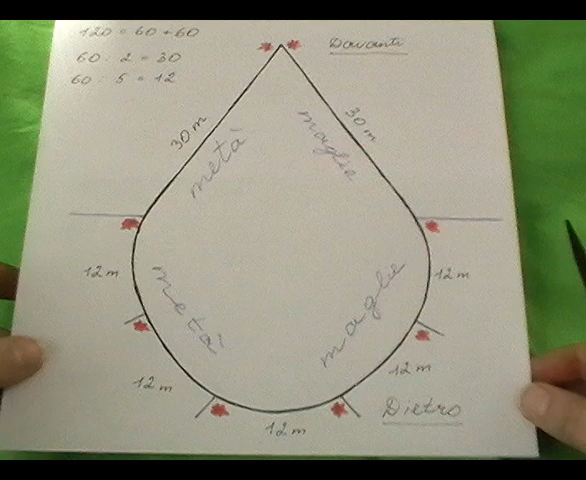 120 = 60 + 60
60 : 2 = 30
60 : 5 = 12
Davanti
30 m
30 m
metà
maglie
12 m
12 m
metà
maglie
12 m
12 m
12 m
Dietro